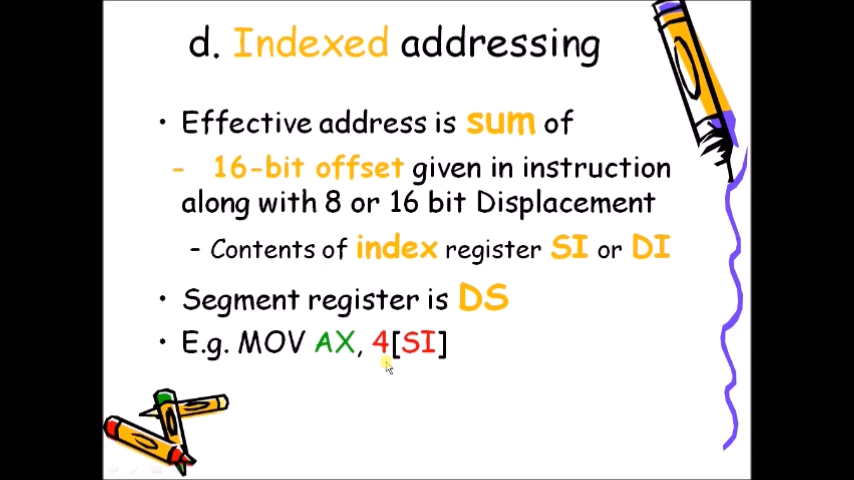 d. Indexed addressing
• Effective address is sum of
- 16-bit offset given in instruction
along with 8 or 16 bit Displacement
- Contents of index register SI or DI
• Segment register is DS
• E.g. MOV AX, 4[SI]